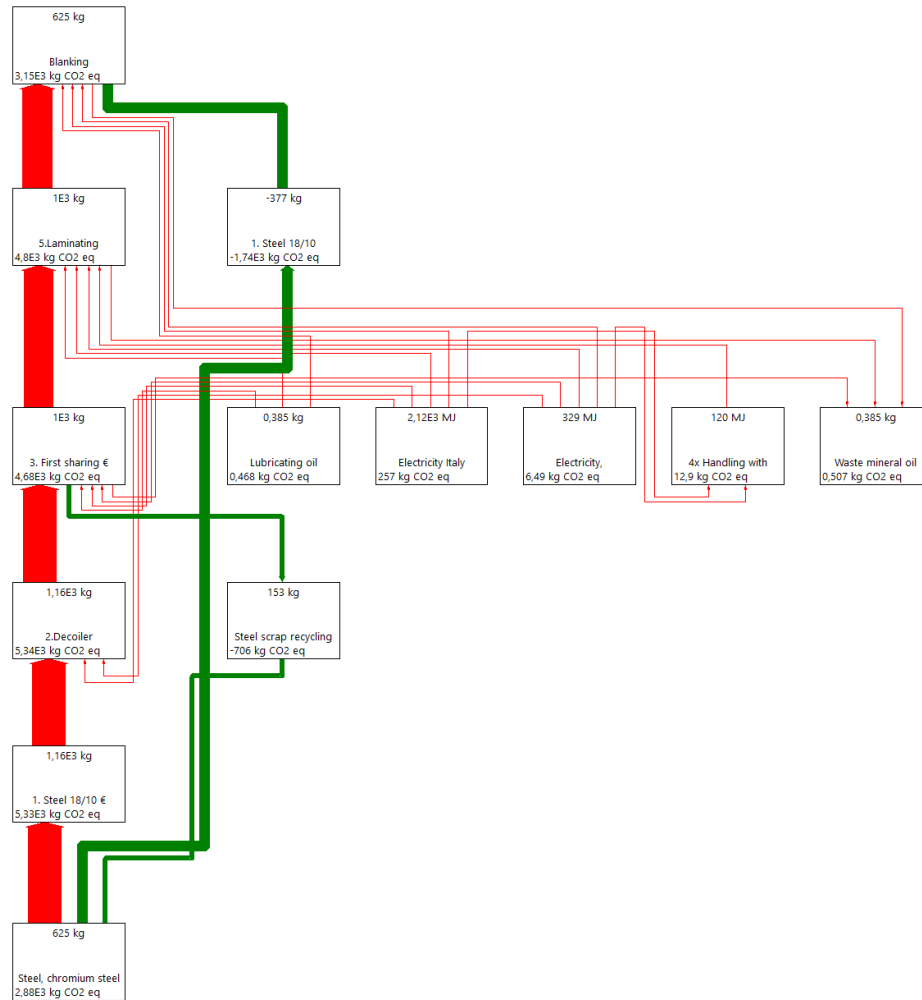 625 kg
Blanking
3,15E3 kg CO2 eq
1E3 kg
5.Laminating
4,8E3 kg CO2 eq
-377 kg
1. Steel 18/10
-1,74E3 kg CO2 eq
1E3 kg
3. First sharing €
4,68E3 kg CO2 eq
0,385 kg
Lubricating oil
0,468 kg CO2 eq
2,12E3 MJ
Electricity Italy
257 kg CO2 eq
329 MJ
Electricity,
6,49 kg CO2 eq
120 MJ
4x Handling with
12,9 kg CO2 eq
0,385 kg
Waste mineral oil
0,507 kg CO2 eq
1,16E3 kg
2.Decoiler
5,34E3 kg CO2 eq
153 kg
Steel scrap recycling
-706 kg CO2 eq
1,16E3 kg
1. Steel 18/10 €
5,33E3 kg CO2 eq
625 kg
Steel, chromium steel
2,88E3 kg CO2 eq